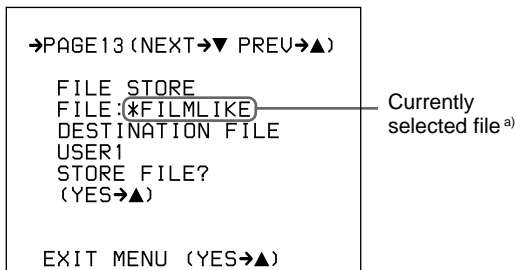 ➔PAGE13(NEXT➔▼ PREV➔▲)
FILE STORE
FILE:*FILMLIKE
DESTINATION FILE
USER1
STORE FILE?
(YES➔▲)
EXIT MENU (YES➔▲)
Currently
selected file a)